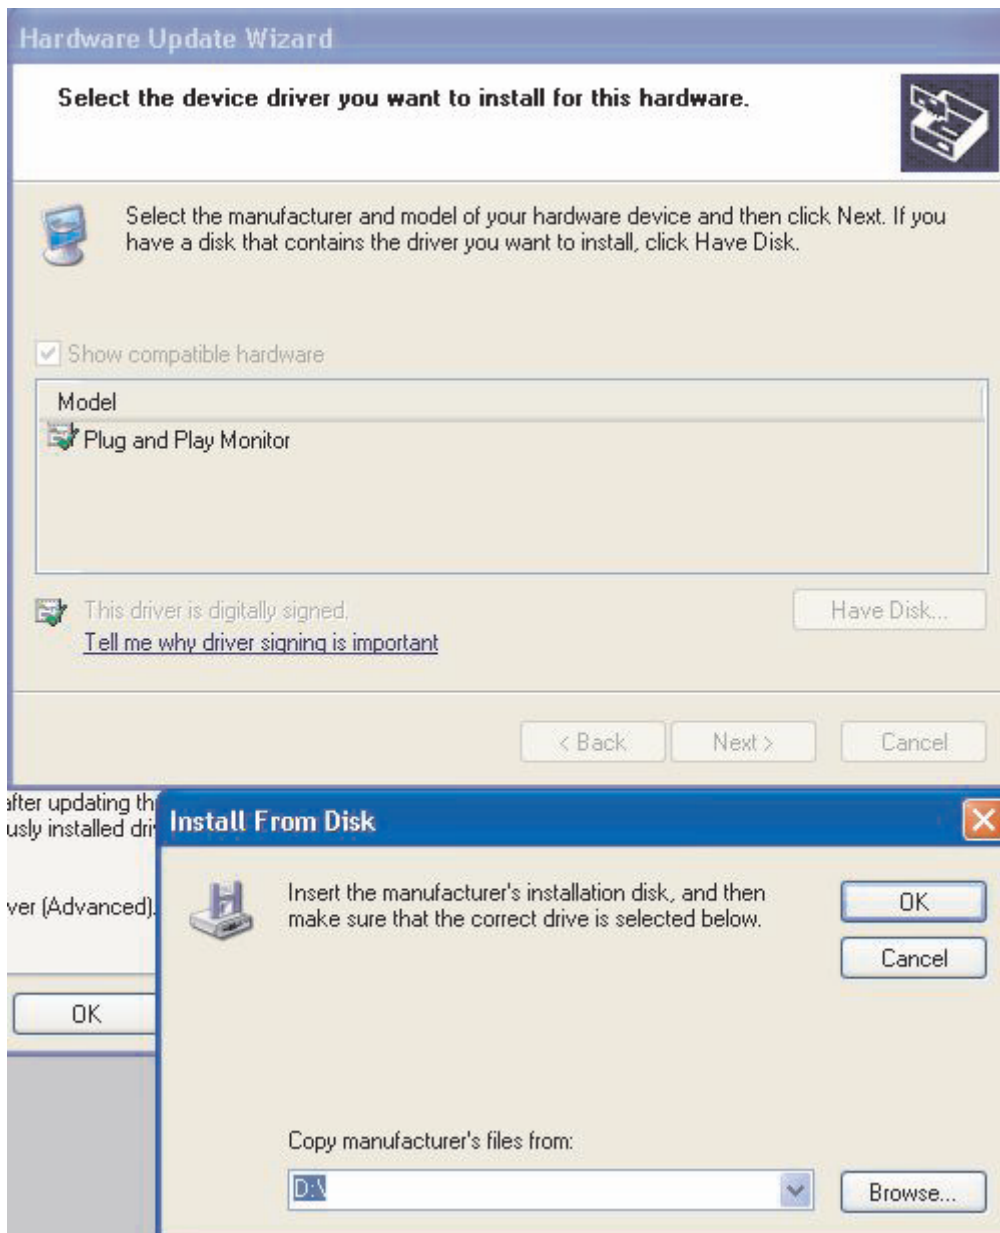 Hardware Update Wizard
Select the device driver you want to install for this hardware.
Select the manufacturer and model of your hardware device and then click Next. If you
have a disk that contains the driver you want to install, click Have Disk.
Show compatible hardware
Model
Plug and Play Monitor
This driver is digitally signed.
Have Disk...
Tell me why driver signing is important
< Back
Next >
Cancel
after updating th
usly installed driv
ver (Advanced).
OK
Install From Disk
Insert the manufacturer's installation disk, and then
make sure that the correct drive is selected below.
OK
Cancel
Copy manufacturer's files from:
D:\
Browse...